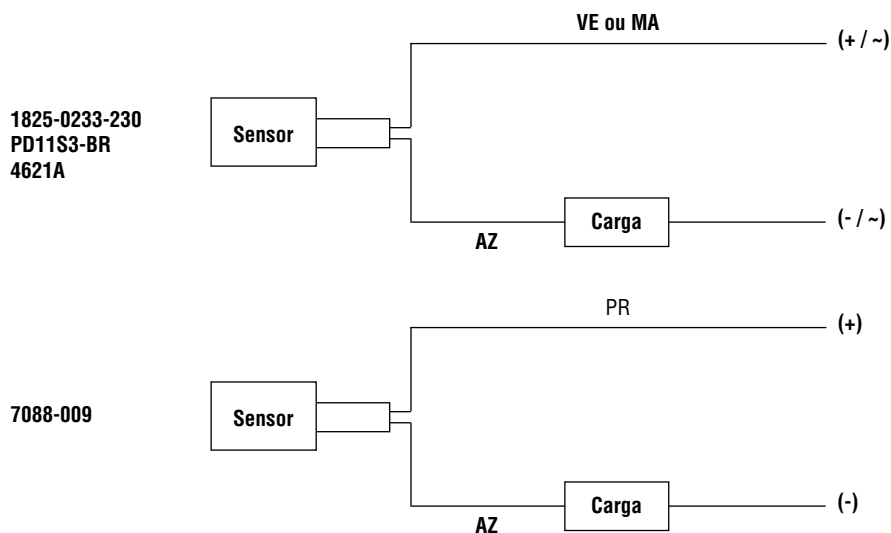 VE ou MA
(+ / ~)
1825-0233-230
PD11S3-BR
4621A
Sensor
Carga
(- / ~)
AZ
PR
(+)
7088-009
Sensor
Carga
(-)
AZ